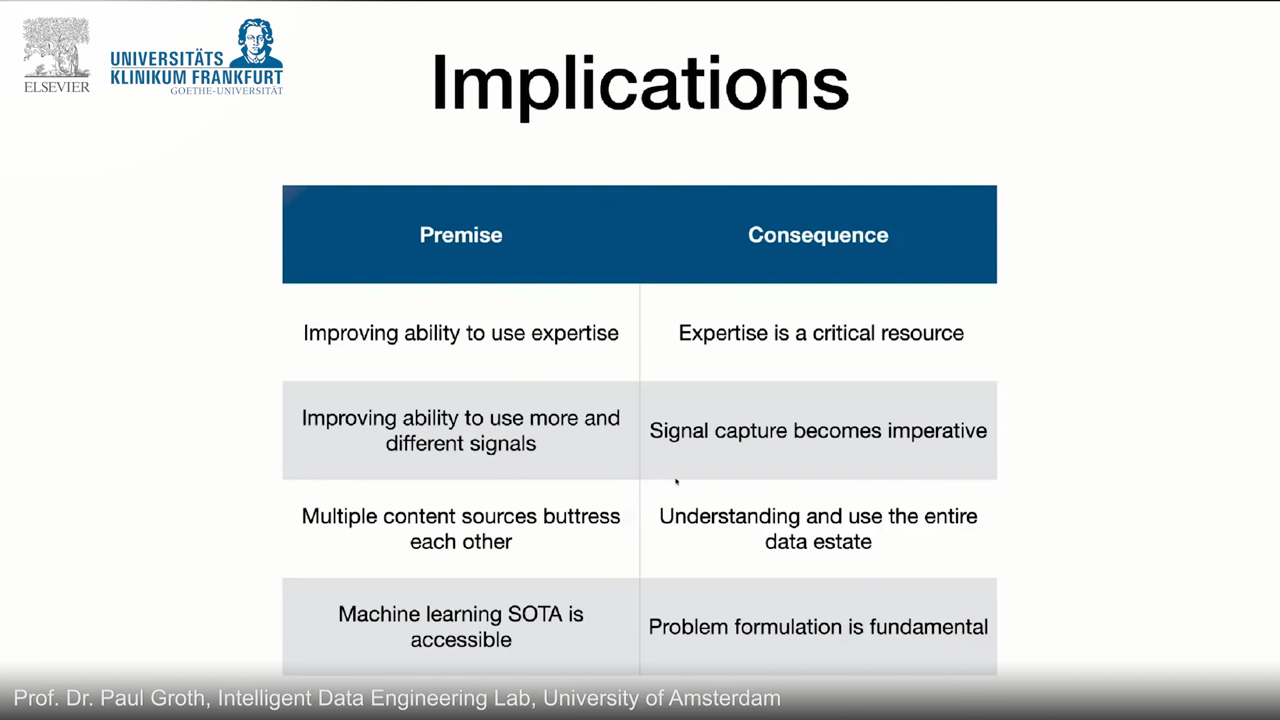 ELSEVIER
UNIVERSITÄTS
KLINIKUM FRANKFURT
GOETHE-UNIVERSITÄT
Implications
Premise
Consequence
Improving ability to use expertise
Expertise is a critical resource
Improving ability to use more and
different signals
Signal capture becomes imperative
Multiple content sources buttress
each other
Understanding and use the entire
data estate
Machine learning SOTA is
accessible
Problem formulation is fundamental
Prof. Dr. Paul Groth, Intelligent Data Engineering Lab, University of Amsterdam